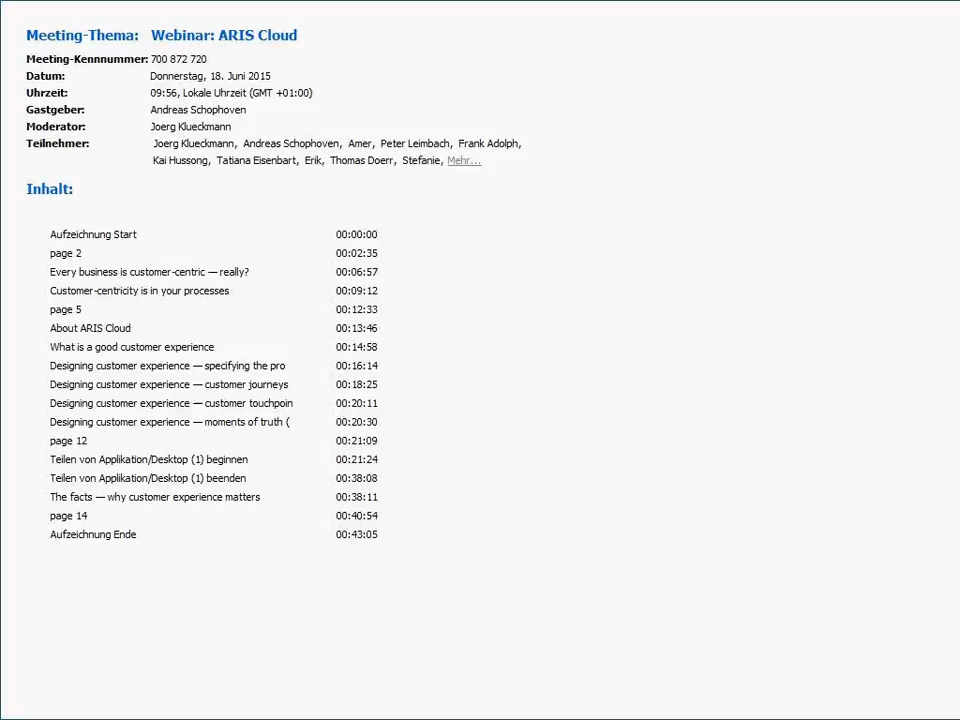 Meeting-Thema: Webinar: ARIS Cloud
Meeting-Kennnummer: 700 872 720
Datum: Donnerstag, 18. Juni 2015
Uhrzeit: 09:56, Lokale Uhrzeit (GMT +01:00)
Gastgeber: Andreas Schophoven
Moderator: Joerg Klueckmann
Teilnehmer: Joerg Klueckmann, Andreas Schophoven, Amer, Peter Leimbach, Frank Adolph,
Kai Hussong, Tatiana Eisenbart, Erik, Thomas Doerr, Stefanie, Mehr...
Inhalt:
Aufzeichnung Start 00:00:00
page 2 00:02:35
Every business is customer-centric — really? 00:06:57
Customer-centricity is in your processes 00:09:12
page 5 00:12:33
About ARIS Cloud 00:13:46
What is a good customer experience 00:14:58
Designing customer experience — specifying the pro 00:16:14
Designing customer experience — customer journeys 00:18:25
Designing customer experience — customer touchpoin 00:20:11
Designing customer experience — moments of truth ( 00:20:30
page 12 00:21:09
Teilen von Applikation/Desktop (1) beginnen 00:21:24
Teilen von Applikation/Desktop (1) beenden 00:38:08
The facts — why customer experience matters 00:38:11
page 14 00:40:54
Aufzeichnung Ende 00:43:05